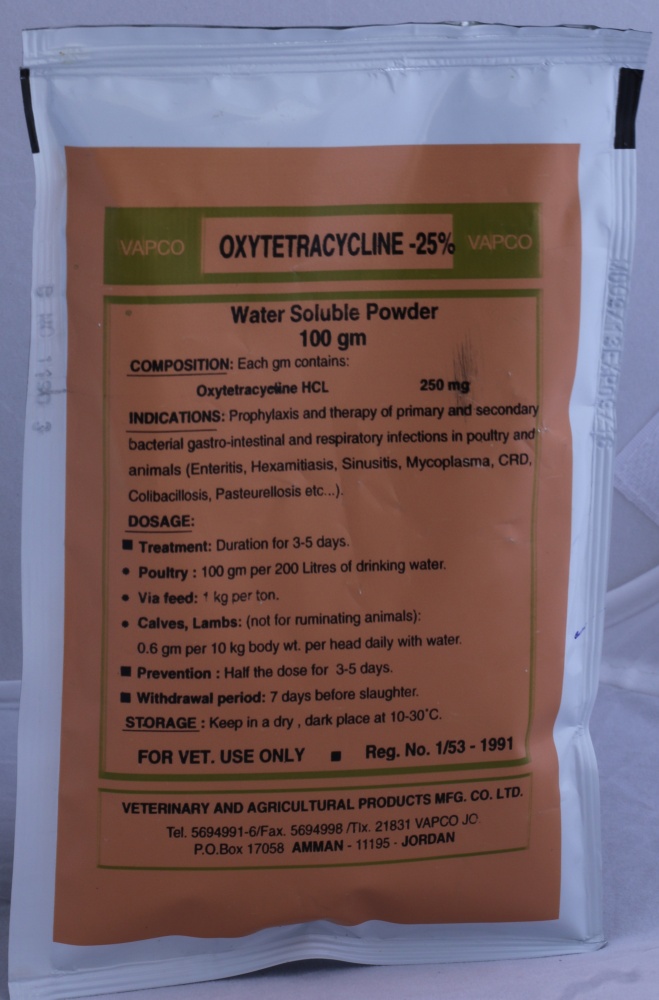 VAPCO OXYTETRACYCLINE -25% VAPCO
Water Soluble Powder
100 gm
COMPOSITION: Each gm contains:
Oxytetracycline HCL 250 mg
INDICATIONS: Prophylaxis and therapy of primary and secondary
bacterial gastro-intestinal and respiratory infections in poultry and
animals (Enteritis, Hexamitiasis, Sinusitis, Mycoplasma, CRD,
Colibacillosis, Pasteurellosis etc...).
DOSAGE:
■ Treatment: Duration for 3-5 days.
• Poultry : 100 gm per 200 Litres of drinking water.
• Via feed: 1 kg per ton.
• Calves, Lambs: (not for ruminating animals):
0.6 gm per 10 kg body wt. per head daily with water.
■ Prevention : Half the dose for 3-5 days.
■ Withdrawal period: 7 days before slaughter.
STORAGE : Keep in a dry , dark place at 10-30°C.
FOR VET. USE ONLY ■ Reg. No. 1/53 - 1991
VETERINARY AND AGRICULTURAL PRODUCTS MFG. CO. LTD.
Tel. 5694991-6/Fax. 5694998 /Tlx. 21831 VAPCO JO
P.O.Box 17058 AMMAN - 11195 - JORDAN